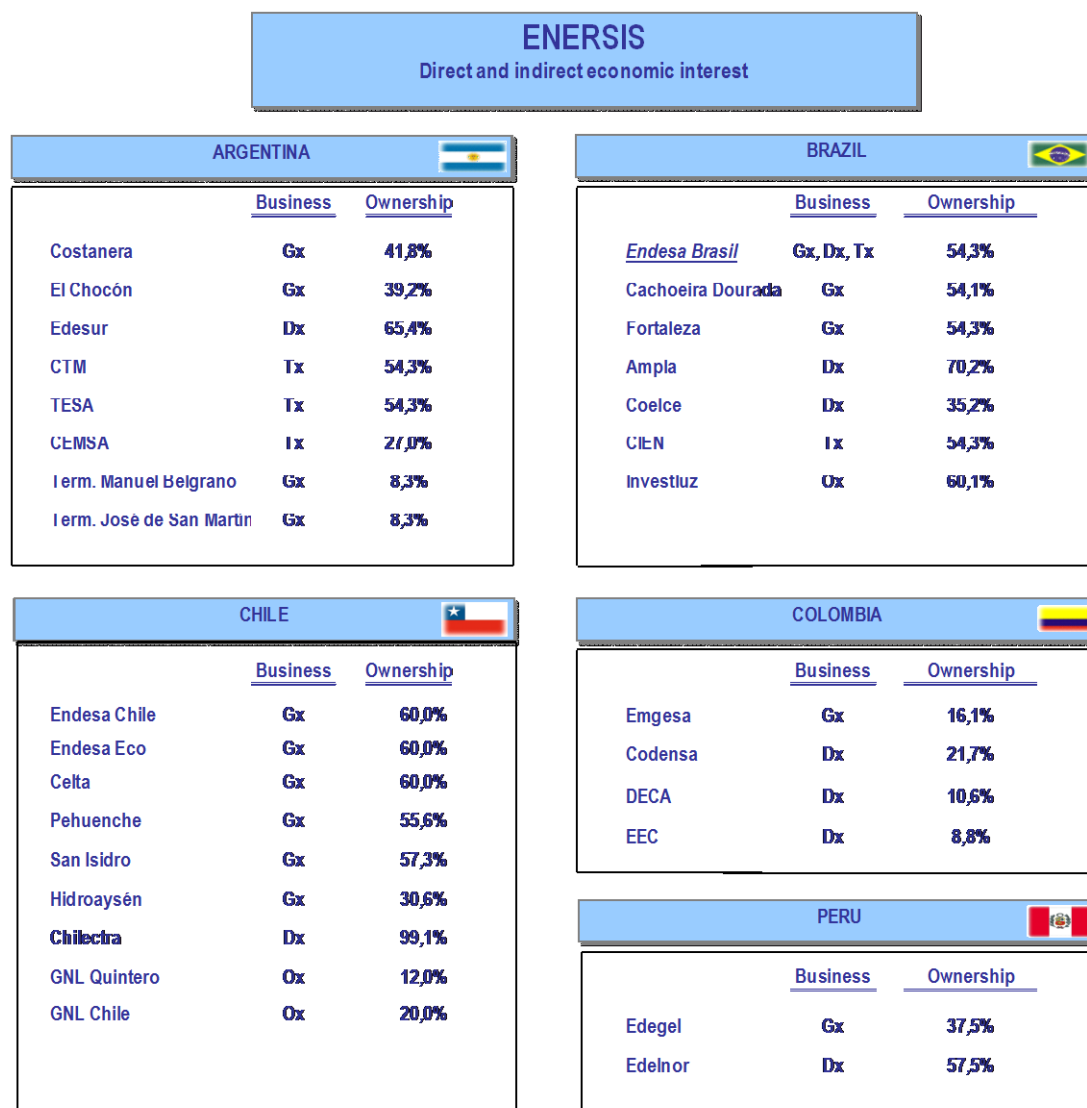 ENERSIS
Direct and indirect economic interest
ARGENTINA
Business Ownership
Costanera Gx 41,8%
El Chocón Gx 39,2%
Edesur Dx 65,4%
CTM Tx 54,3%
TESA Tx 54,3%
CEMSA Tx 27,0%
Term. Manuel Belgrano Gx 8,3%
Term. José de San Martín Gx 8,3%
BRAZIL
Business Ownership
Endesa Brasil Gx, Dx, Tx 54,3%
Cachoeira Dourada Gx 54,1%
Fortaleza Gx 54,3%
Ampla Dx 70,2%
Coelce Dx 35,2%
CIEN Tx 54,3%
Investluz Ox 60,1%
CHILE
Business Ownership
Endesa Chile Gx 60,0%
Endesa Eco Gx 60,0%
Celta Gx 60,0%
Pehuenche Gx 55,6%
San Isidro Gx 57,3%
Hidroaysén Gx 30,6%
Chilectra Dx 99,1%
GNL Quintero Ox 12,0%
GNL Chile Ox 20,0%
COLOMBIA
Business Ownership
Emgesa Gx 16,1%
Codensa Dx 21,7%
DECA Dx 10,6%
EEC Dx 8,8%
PERU
Business Ownership
Edegel Gx 37,5%
Edelnor Dx 57,5%